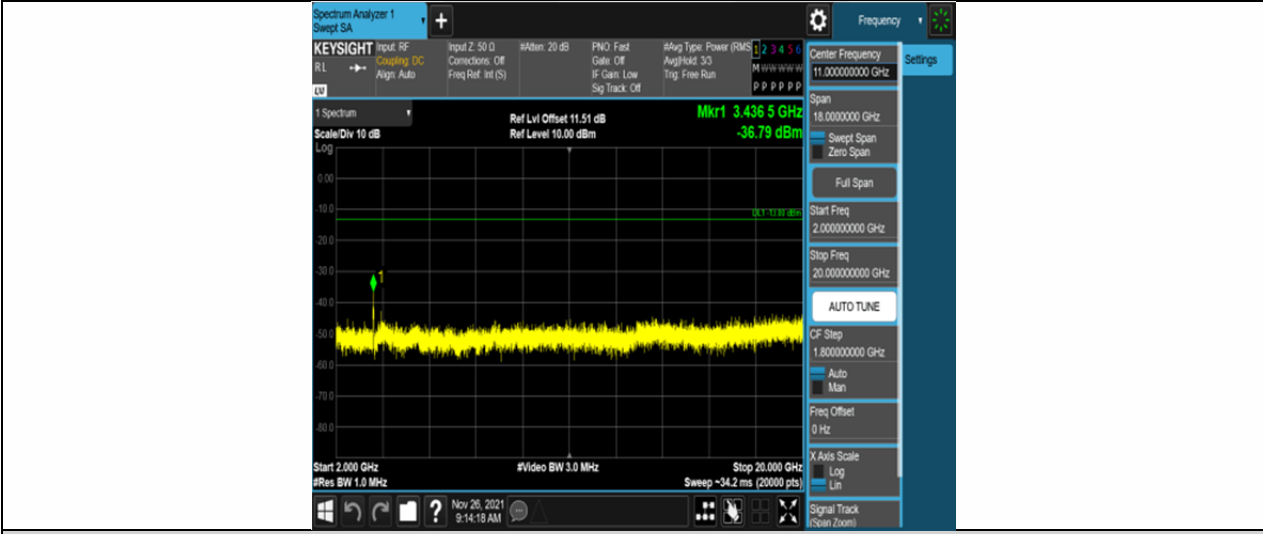 Spectrum Analyzer 1
Swept SA
+
Frequency
KEYSIGHT
RL
LV
Input: RF
Coupling: DC
Align: Auto
Input Z: 50 Ω
Corrections: Off
Freq Ref: Int (S)
#Atten: 20 dB
PNO: Fast
Gate: Off
IF Gain: Low
Sig Track: Off
#Avg Type: Power (RMS
Avg|Hold: 3/3
Trig: Free Run
1 2 3 4 5 6
M W W W W W
P P P P P P
Center Frequency
11.000000000 GHz
Settings
1 Spectrum
Scale/Div 10 dB
Log
Ref Lvl Offset 11.51 dB
Ref Level 10.00 dBm
Mkr1 3.436 5 GHz
-36.79 dBm
Span
18.0000000 GHz
Swept Span
Zero Span
Full Span
0.00
-10.0
-20.0
-30.0
-40.0
-50.0
-60.0
-70.0
-80.0
DL1 -13.00 dBm
1
Start Freq
2.000000000 GHz
Stop Freq
20.000000000 GHz
AUTO TUNE
CF Step
1.800000000 GHz
Auto
Man
Freq Offset
0 Hz
X Axis Scale
Log
Lin
Signal Track
(Span Zoom)
Start 2.000 GHz
#Res BW 1.0 MHz
#Video BW 3.0 MHz
Stop 20.000 GHz
Sweep ~34.2 ms (20000 pts)
?
Nov 26, 2021
9:14:18 AM